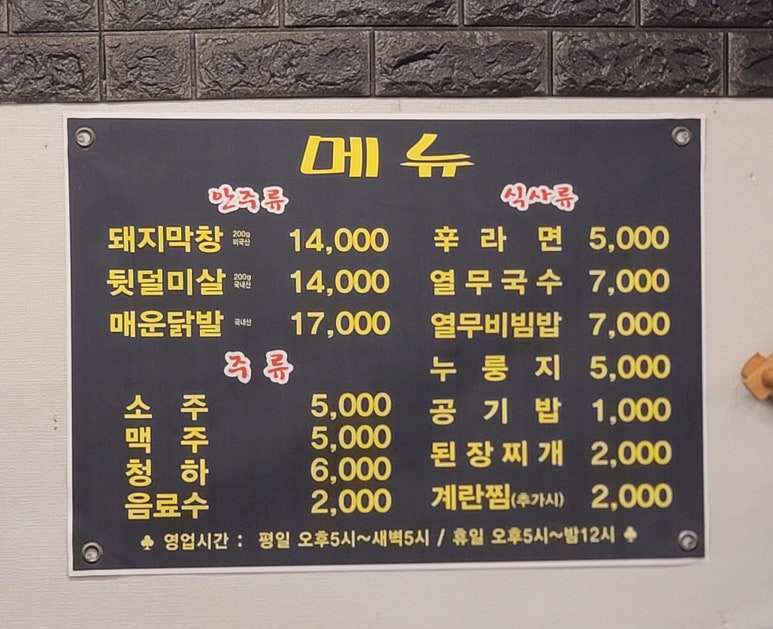 메뉴
안주류
돼지막창 200g 미국산 14,000
뒷덜미살 200g 국내산 14,000
매운닭발 국내산 17,000
주류
소주 5,000
맥주 5,000
청하 6,000
음료수 2,000
식사류
辛라면 5,000
열무국수 7,000
열무비빔밥 7,000
누룽지 5,000
공기밥 1,000
된장찌개 2,000
계란찜(추가시) 2,000
♣ 영업시간 : 평일 오후5시~새벽5시 / 휴일 오후5시~밤12시 ♣